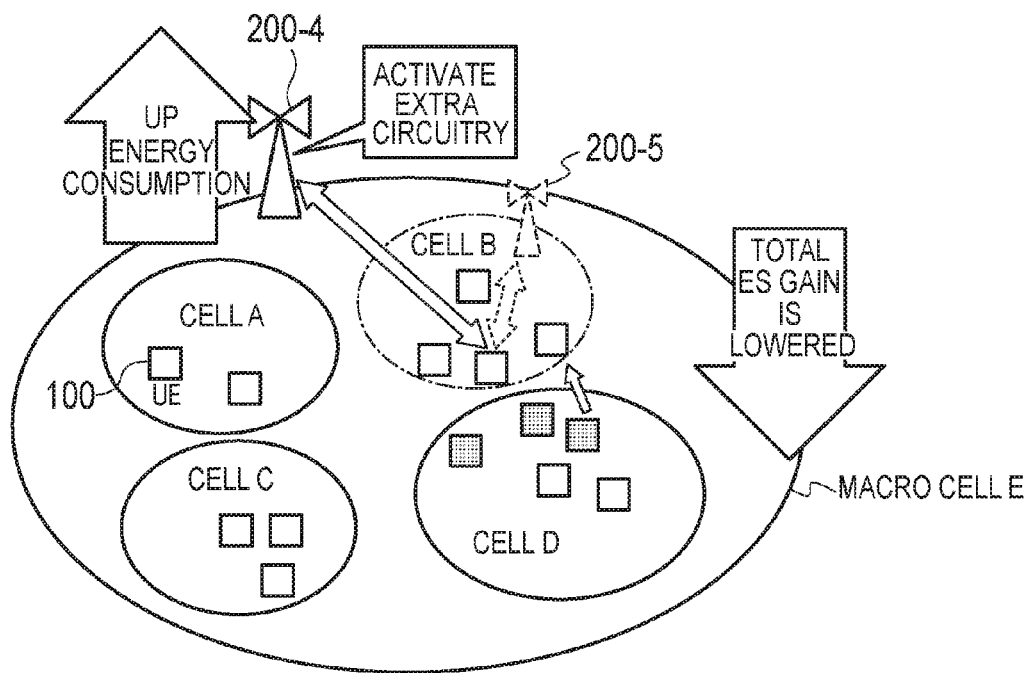 200-4
ACTIVATE
EXTRA
CIRCUITRY
UP
ENERGY
CONSUMPTION
200-5
CELL B
TOTAL
ES GAIN
IS
LOWERED
CELL A
100
UE
CELL C
CELL D
MACRO CELL E